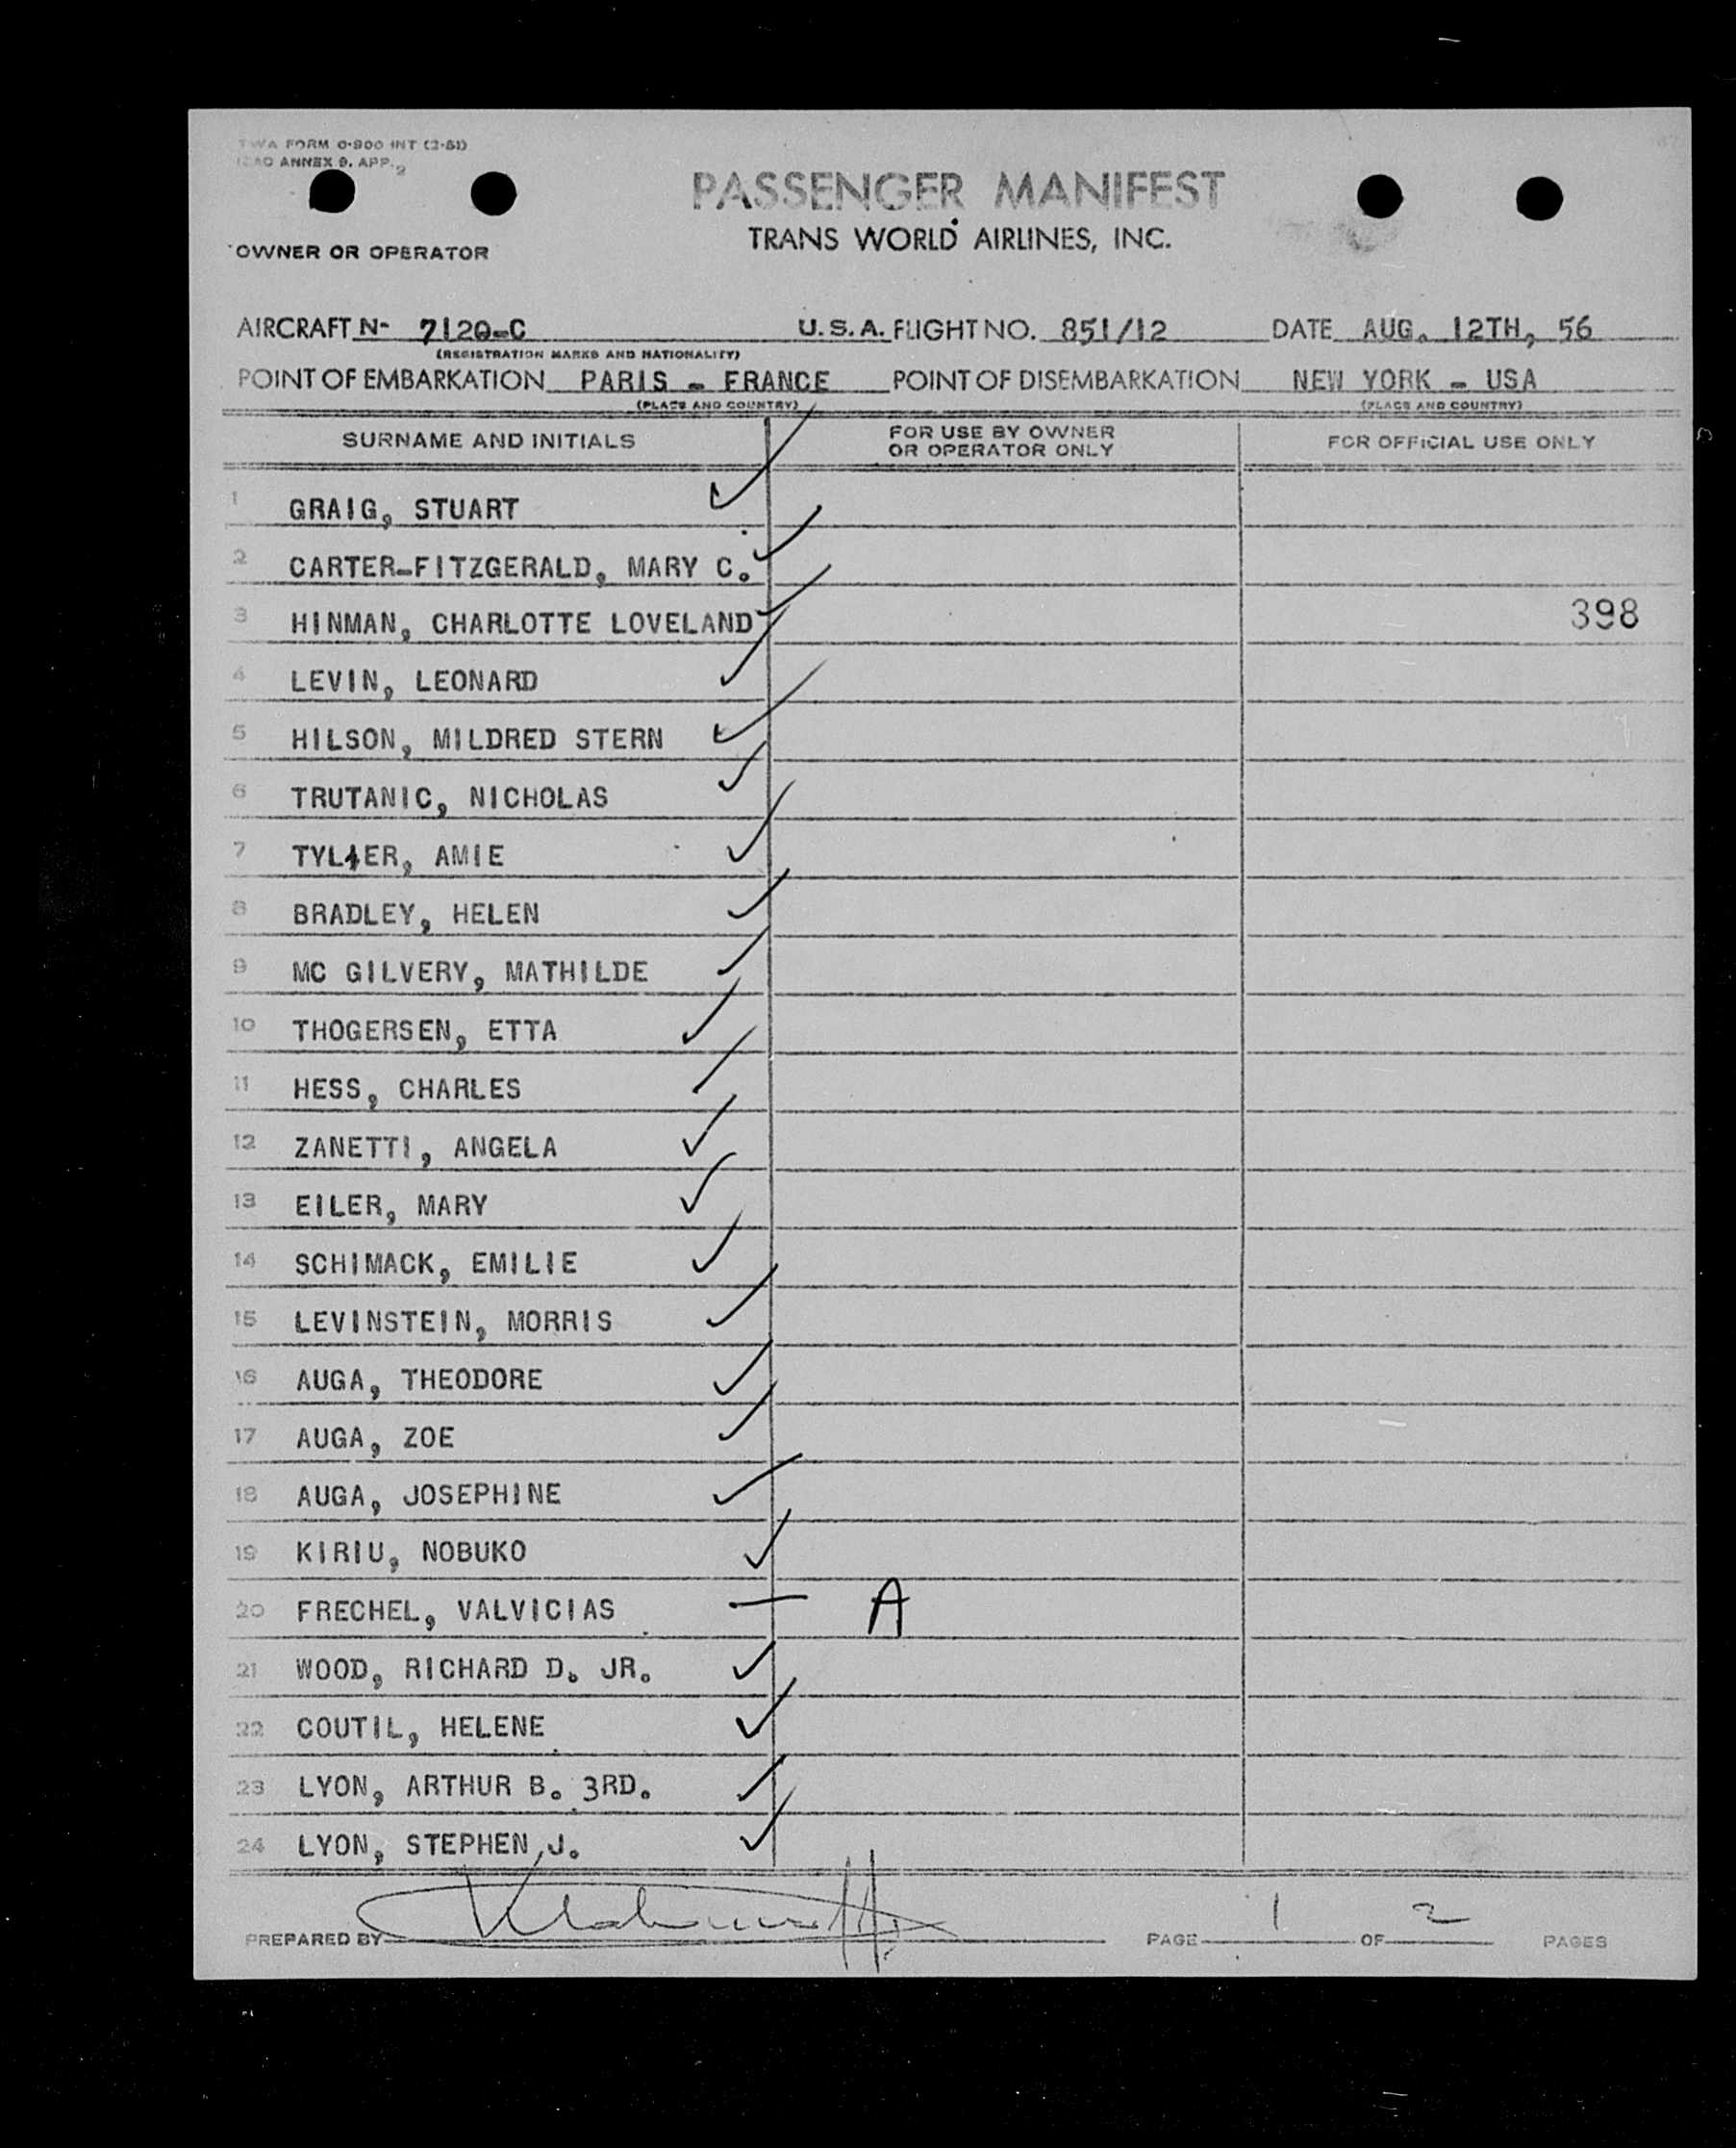 TWA FORM 0-900 INT (2-51)
ICAO ANNEX 9. APP. 2
PASSENGER MANIFEST
TRANS WORLD AIRLINES, INC.
OWNER OR OPERATOR
AIRCRAFT N- 7120-C U.S.A. FLIGHT NO. 851/12 DATE AUG. 12TH, 56
(REGISTRATION MARKS AND NATIONALITY)
POINT OF EMBARKATION PARIS - FRANCE POINT OF DISEMBARKATION NEW YORK - USA
(PLACE AND COUNTRY) (PLACE AND COUNTRY)
SURNAME AND INITIALS FOR USE BY OWNER OR OPERATOR ONLY FOR OFFICIAL USE ONLY
1 GRAIG, STUART
2 CARTER-FITZGERALD, MARY C.
3 HINMAN, CHARLOTTE LOVELAND 398
4 LEVIN, LEONARD
5 HILSON, MILDRED STERN
6 TRUTANIC, NICHOLAS
7 TYLER, AMIE
8 BRADLEY, HELEN
9 MC GILVERY, MATHILDE
10 THOGERSEN, ETTA
11 HESS, CHARLES
12 ZANETTI, ANGELA
13 EILER, MARY
14 SCHIMACK, EMILIE
15 LEVINSTEIN, MORRIS
16 AUGA, THEODORE
17 AUGA, ZOE
18 AUGA, JOSEPHINE
19 KIRIU, NOBUKO
20 FRECHEL, VALVICIAS — A
21 WOOD, RICHARD D. JR.
22 COUTIL, HELENE
23 LYON, ARTHUR B. 3RD.
24 LYON, STEPHEN J.
PREPARED BY PAGE 1 OF 2 PAGES